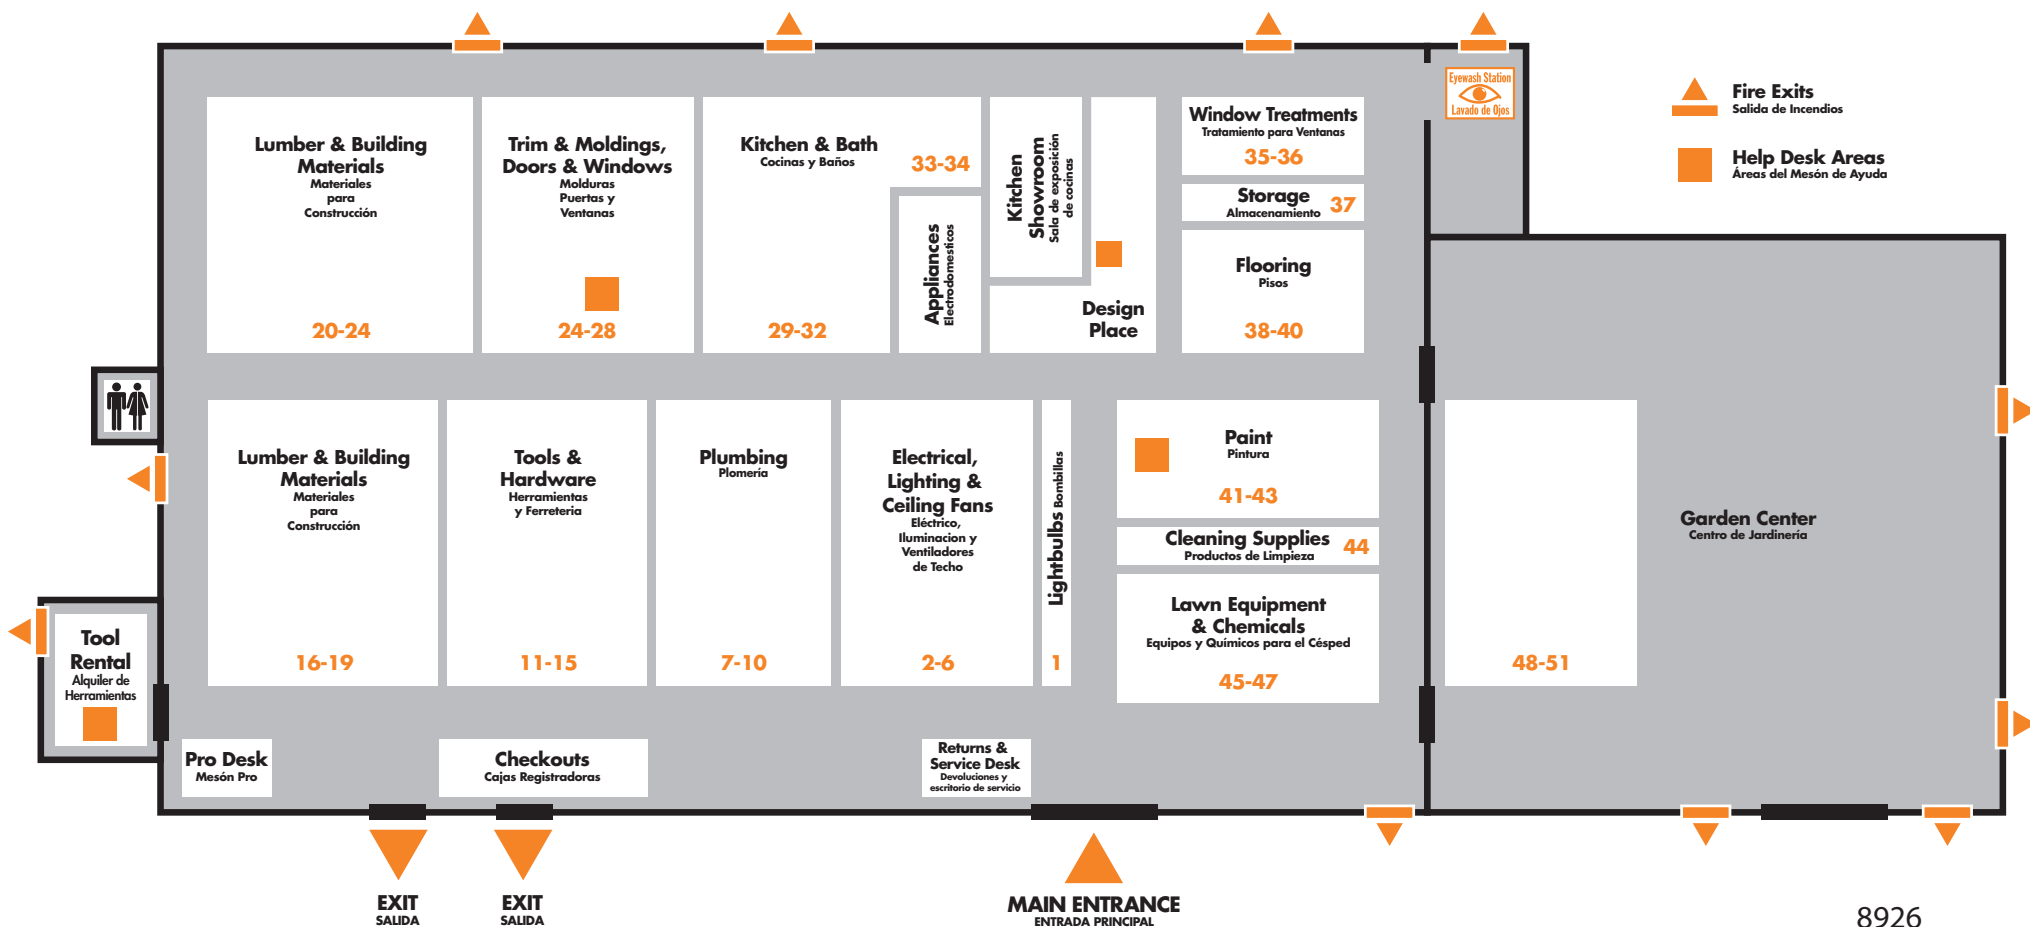 Eyewash Station
Lavado de Ojos
Fire Exits
Salida de Incendios
Help Desk Areas
Áreas del Mesón de Ayuda
Lumber & Building
Materials
Materiales
para
Construcción
20-24
Trim & Moldings,
Doors & Windows
Molduras
Puertas y
Ventanas
24-28
Kitchen & Bath
Cocinas y Baños
33-34
29-32
Appliances
Electrodomesticos
Kitchen
Showroom
Sala de exposición
de cocinas
Design
Place
Window Treatments
Tratamiento para Ventanas
35-36
Storage
Almacenamiento
37
Flooring
Pisos
38-40
Lumber & Building
Materials
Materiales
para
Construcción
16-19
Tools &
Hardware
Herramientas
y Ferreteria
11-15
Plumbing
Plomería
7-10
Electrical,
Lighting &
Ceiling Fans
Eléctrico,
Iluminacion y
Ventiladores
de Techo
2-6
Lightbulbs Bombillas
1
Paint
Pintura
41-43
Cleaning Supplies
Productos de Limpieza
44
Lawn Equipment
& Chemicals
Equipos y Químicos para el Césped
45-47
48-51
Garden Center
Centro de Jardinería
Tool
Rental
Alquiler de
Herramientas
Pro Desk
Mesón Pro
Checkouts
Cajas Registradoras
Returns &
Service Desk
Devoluciones y
escritorio de servicio
EXIT
SALIDA
EXIT
SALIDA
MAIN ENTRANCE
ENTRADA PRINCIPAL
8926